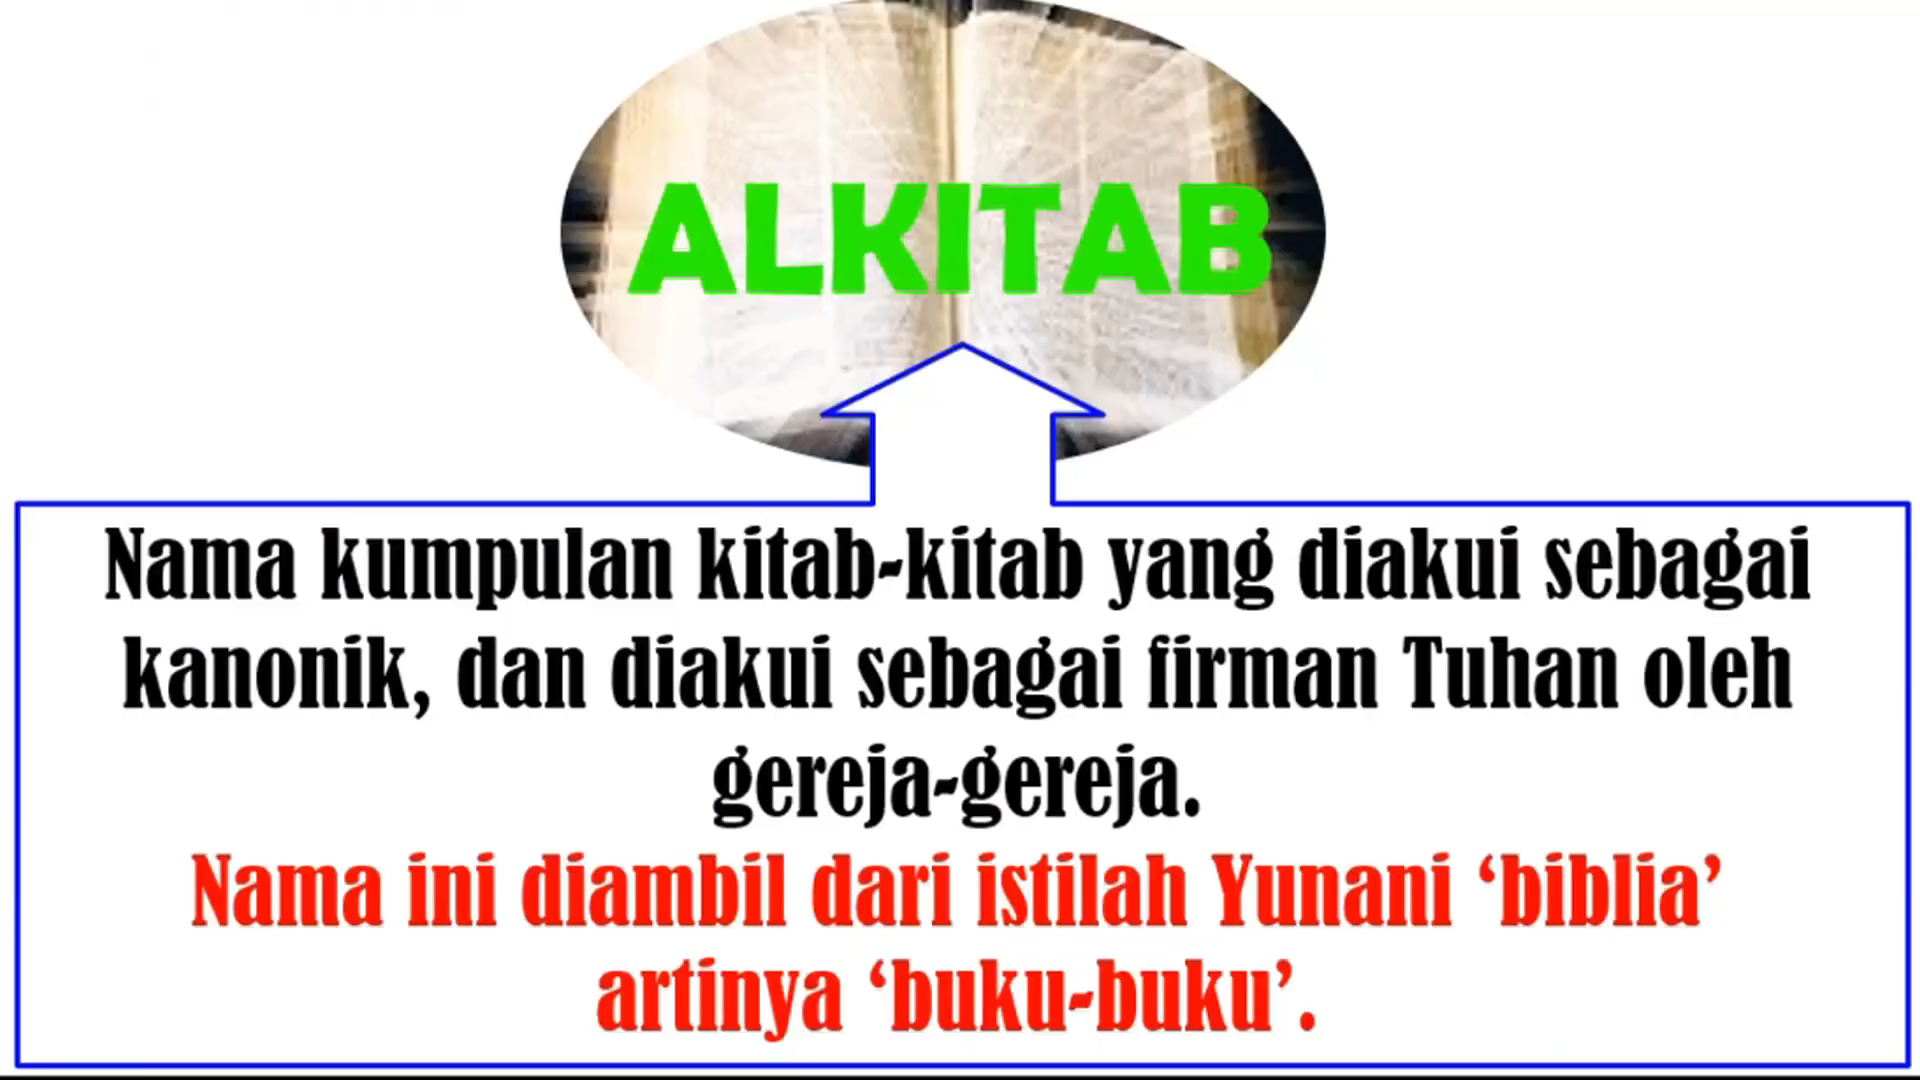 ALKITAB
Nama kumpulan kitab-kitab yang diakui sebagai
kanonik, dan diakui sebagai firman Tuhan oleh
gereja-gereja.
Nama ini diambil dari istilah Yunani ‘biblia’
artinya ‘buku-buku’.